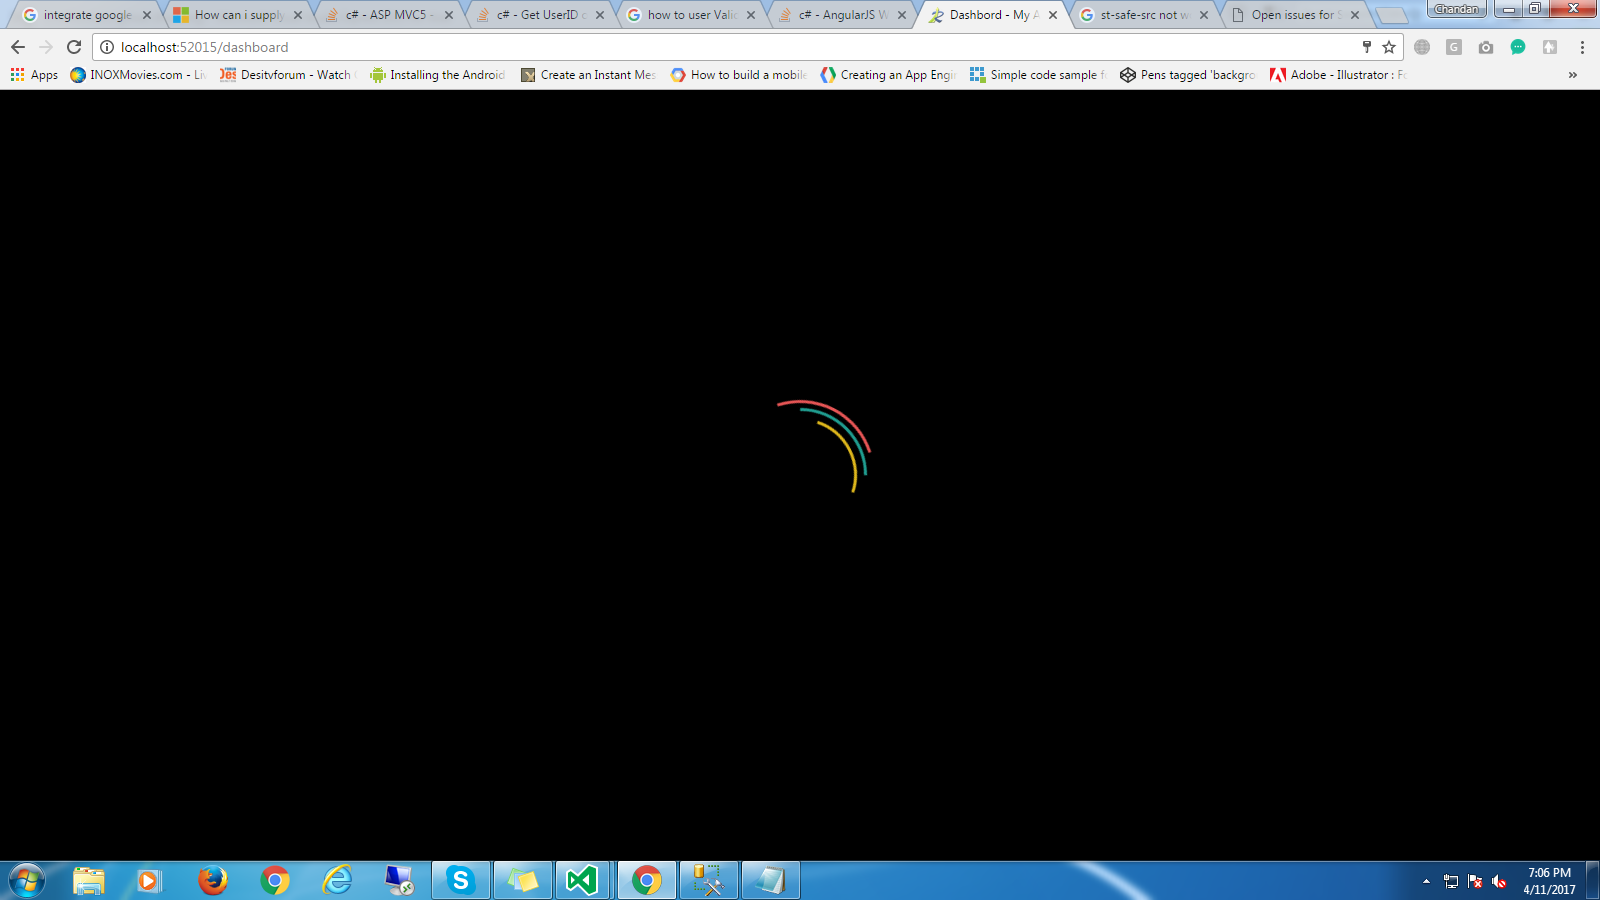 integrate google
How can i supply
c# - ASP MVC5 -
c# - Get UserID
how to user Valid
c# - AngularJS W
Dashbord - My A
st-safe-src not w
Open issues for S
Chandan
localhost:52015/dashboard
Apps
INOXMovies.com - Li
Desitvforum - Watch
Installing the Android
Create an Instant Mes
How to build a mobile
Creating an App Engi
Simple code sample f
Pens tagged 'backgro
Adobe - Illustrator : Fo
»
7:06 PM
4/11/2017